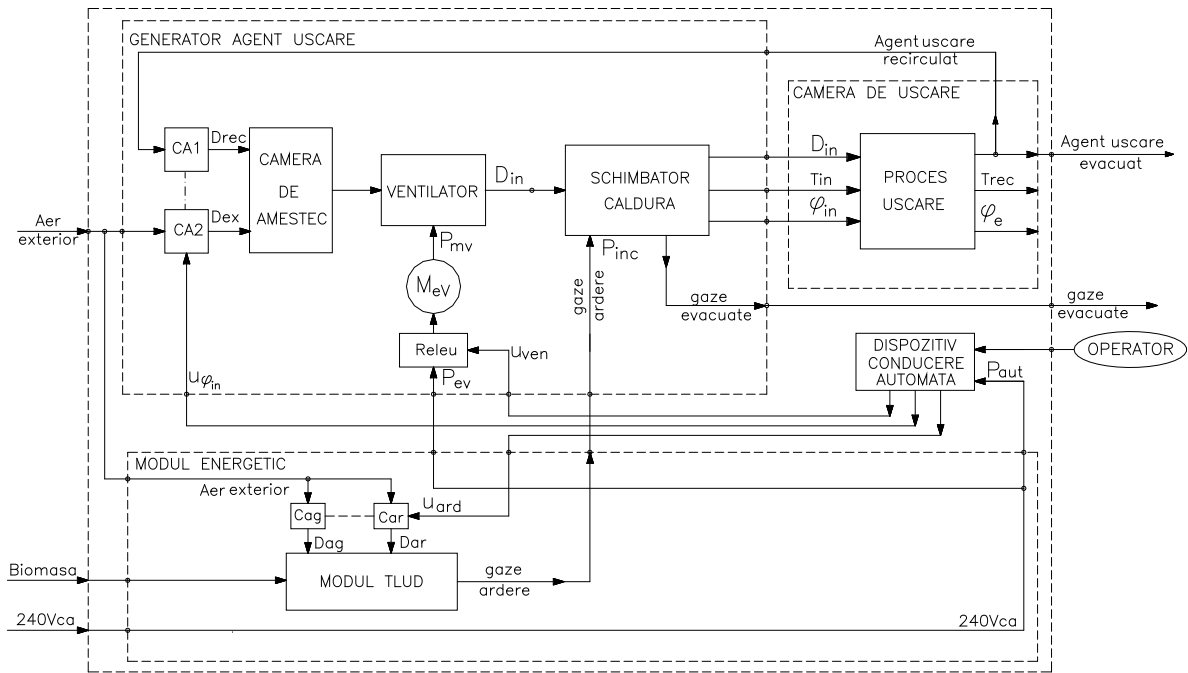 GENERATOR AGENT USCARE
Agent uscare
recirculat
CAMERA DE USCARE
CA1
Drec
CAMERA
DE
AMESTEC
VENTILATOR
Din
SCHIMBATOR
CALDURA
Din
Tin
φin
PROCES
USCARE
Agent uscare
evacuat
Trec
φe
Aer
exterior
CA2
Dex
Pmv
MeV
Pinc
gaze
ardere
gaze
evacuate
gaze
evacuate
Releu
uven
Pev
uφin
DISPOZITIV
CONDUCERE
AUTOMATA
OPERATOR
Paut
MODUL ENERGETIC
Aer exterior
Cag
Car
uard
Dag
Dar
Biomasa
MODUL TLUD
gaze
ardere
240Vca
240Vca